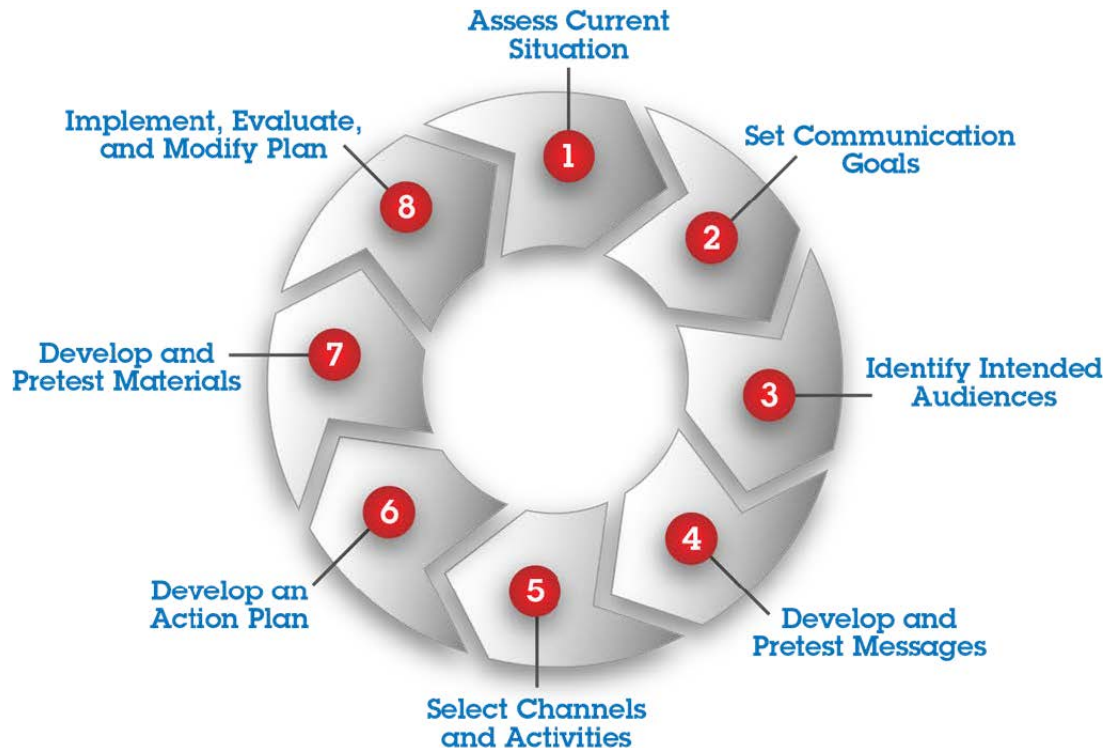 Assess Current
Situation
1
Set Communication
Goals
2
Identify Intended
Audiences
3
Develop and
Pretest Messages
4
Select Channels
and Activities
5
Develop an
Action Plan
6
Develop and
Pretest Materials
7
Implement, Evaluate,
and Modify Plan
8